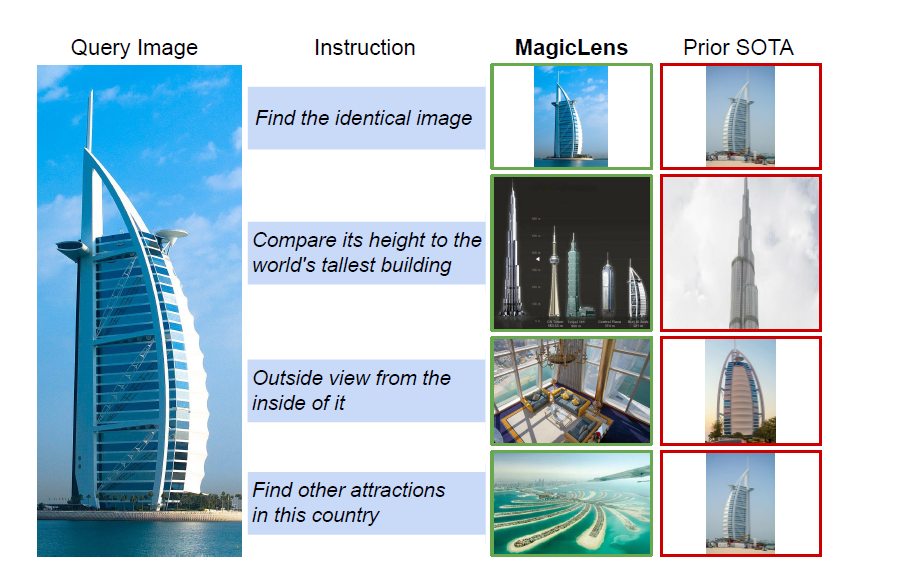 Query Image
Instruction
MagicLens
Prior SOTA
Find the identical image
Compare its height to the
world's tallest building
Outside view from the
inside of it
Find other attractions
in this country